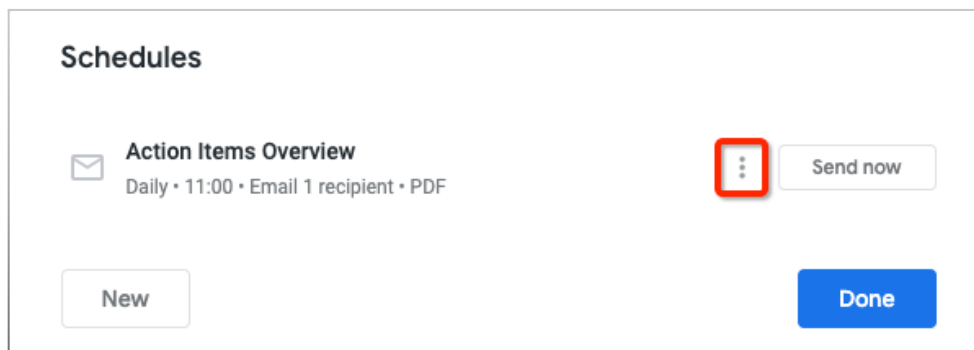 Schedules
Action Items Overview
Daily • 11:00 • Email 1 recipient • PDF
Send now
New
Done